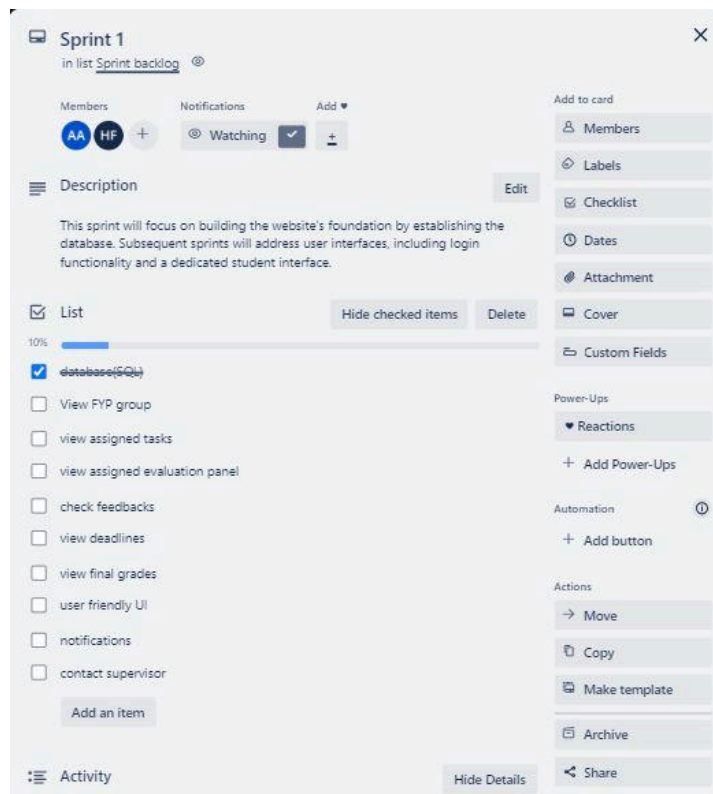 Sprint 1
in list Sprint backlog
Members
Notifications
Add ♥
AA
HF
+
Watching
+
Description
Edit
This sprint will focus on building the website's foundation by establishing the
database. Subsequent sprints will address user interfaces, including login
functionality and a dedicated student interface.
List
Hide checked items
Delete
10%
database(SQL)
View FYP group
view assigned tasks
view assigned evaluation panel
check feedbacks
view deadlines
view final grades
user friendly UI
notifications
contact supervisor
Add an item
Activity
Hide Details
Add to card
Members
Labels
Checklist
Dates
Attachment
Cover
Custom Fields
Power-Ups
♥ Reactions
+ Add Power-Ups
Automation
+ Add button
Actions
→ Move
Copy
Make template
Archive
Share